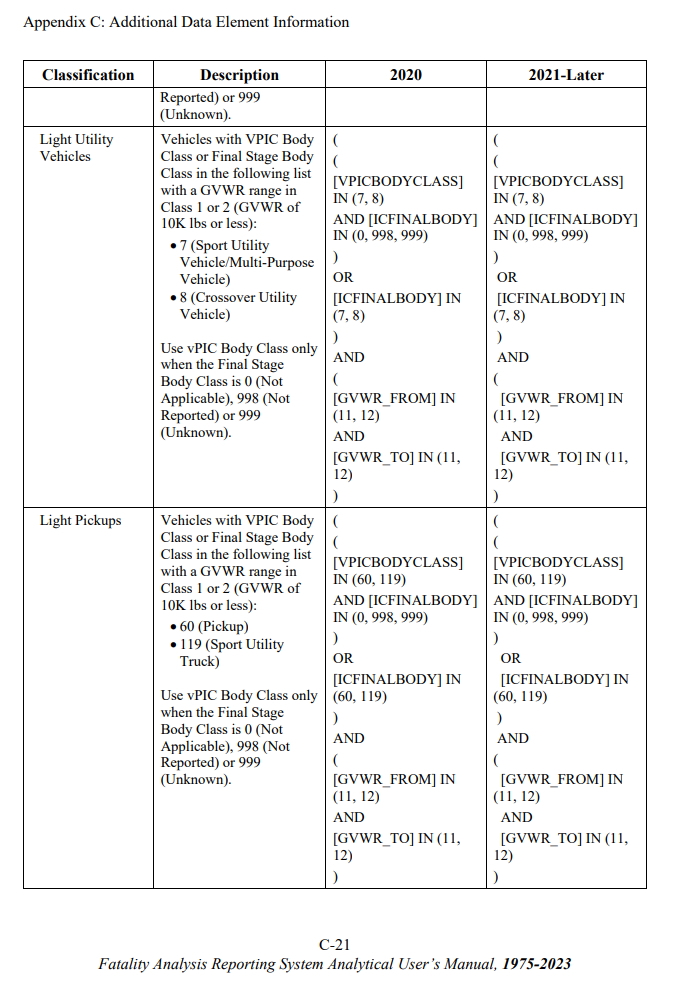 Appendix C: Additional Data Element Information
Classification
Description
2020
2021-Later
Reported) or 999
(Unknown).
Light Utility
Vehicles
Vehicles with VPIC Body
Class or Final Stage Body
Class in the following list
with a GVWR range in
Class 1 or 2 (GVWR of
10K lbs or less):
• 7 (Sport Utility
Vehicle/Multi-Purpose
Vehicle)
• 8 (Crossover Utility
Vehicle)
Use vPIC Body Class only
when the Final Stage
Body Class is 0 (Not
Applicable), 998 (Not
Reported) or 999
(Unknown).
(
(
[VPICBODYCLASS]
IN (7, 8)
AND [ICFINALBODY]
IN (0, 998, 999)
)
OR
[ICFINALBODY] IN
(7, 8)
)
AND
(
[GVWR_FROM] IN
(11, 12)
AND
[GVWR_TO] IN (11,
12)
)
(
(
[VPICBODYCLASS]
IN (7, 8)
AND [ICFINALBODY]
IN (0, 998, 999)
)
OR
[ICFINALBODY] IN
(7, 8)
)
AND
(
[GVWR_FROM] IN
(11, 12)
AND
[GVWR_TO] IN (11,
12)
)
Light Pickups
Vehicles with VPIC Body
Class or Final Stage Body
Class in the following list
with a GVWR range in
Class 1 or 2 (GVWR of
10K lbs or less):
• 60 (Pickup)
• 119 (Sport Utility
Truck)
Use vPIC Body Class only
when the Final Stage
Body Class is 0 (Not
Applicable), 998 (Not
Reported) or 999
(Unknown).
(
(
[VPICBODYCLASS]
IN (60, 119)
AND [ICFINALBODY]
IN (0, 998, 999)
)
OR
[ICFINALBODY] IN
(60, 119)
)
AND
(
[GVWR_FROM] IN
(11, 12)
AND
[GVWR_TO] IN (11,
12)
)
(
(
[VPICBODYCLASS]
IN (60, 119)
AND [ICFINALBODY]
IN (0, 998, 999)
)
OR
[ICFINALBODY] IN
(60, 119)
)
AND
(
[GVWR_FROM] IN
(11, 12)
AND
[GVWR_TO] IN (11,
12)
)
C-21
Fatality Analysis Reporting System Analytical User's Manual, 1975-2023